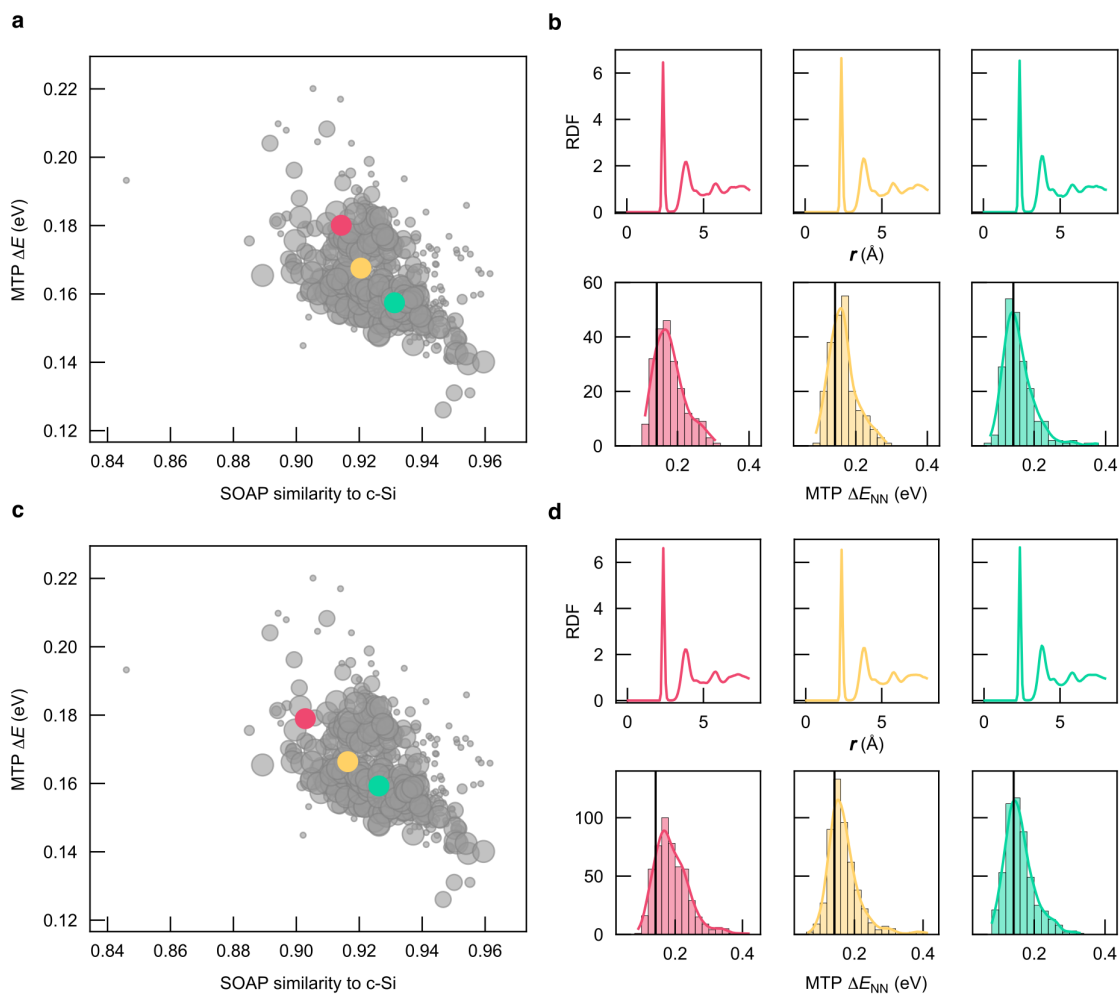 a
0.22
0.20
0.18
0.16
0.14
0.12
MTP ΔE (eV)
0.84 0.86 0.88 0.90 0.92 0.94 0.96
SOAP similarity to c-Si
b
6
4
2
0
RDF
0 5 0 5 0 5
r (Å)
60
40
20
0
0.2 0.4 0.2 0.4 0.2 0.4
MTP ΔE_NN (eV)
c
0.22
0.20
0.18
0.16
0.14
0.12
MTP ΔE (eV)
0.84 0.86 0.88 0.90 0.92 0.94 0.96
SOAP similarity to c-Si
d
6
4
2
0
RDF
0 5 0 5 0 5
r (Å)
100
50
0
0.2 0.4 0.2 0.4 0.2 0.4
MTP ΔE_NN (eV)